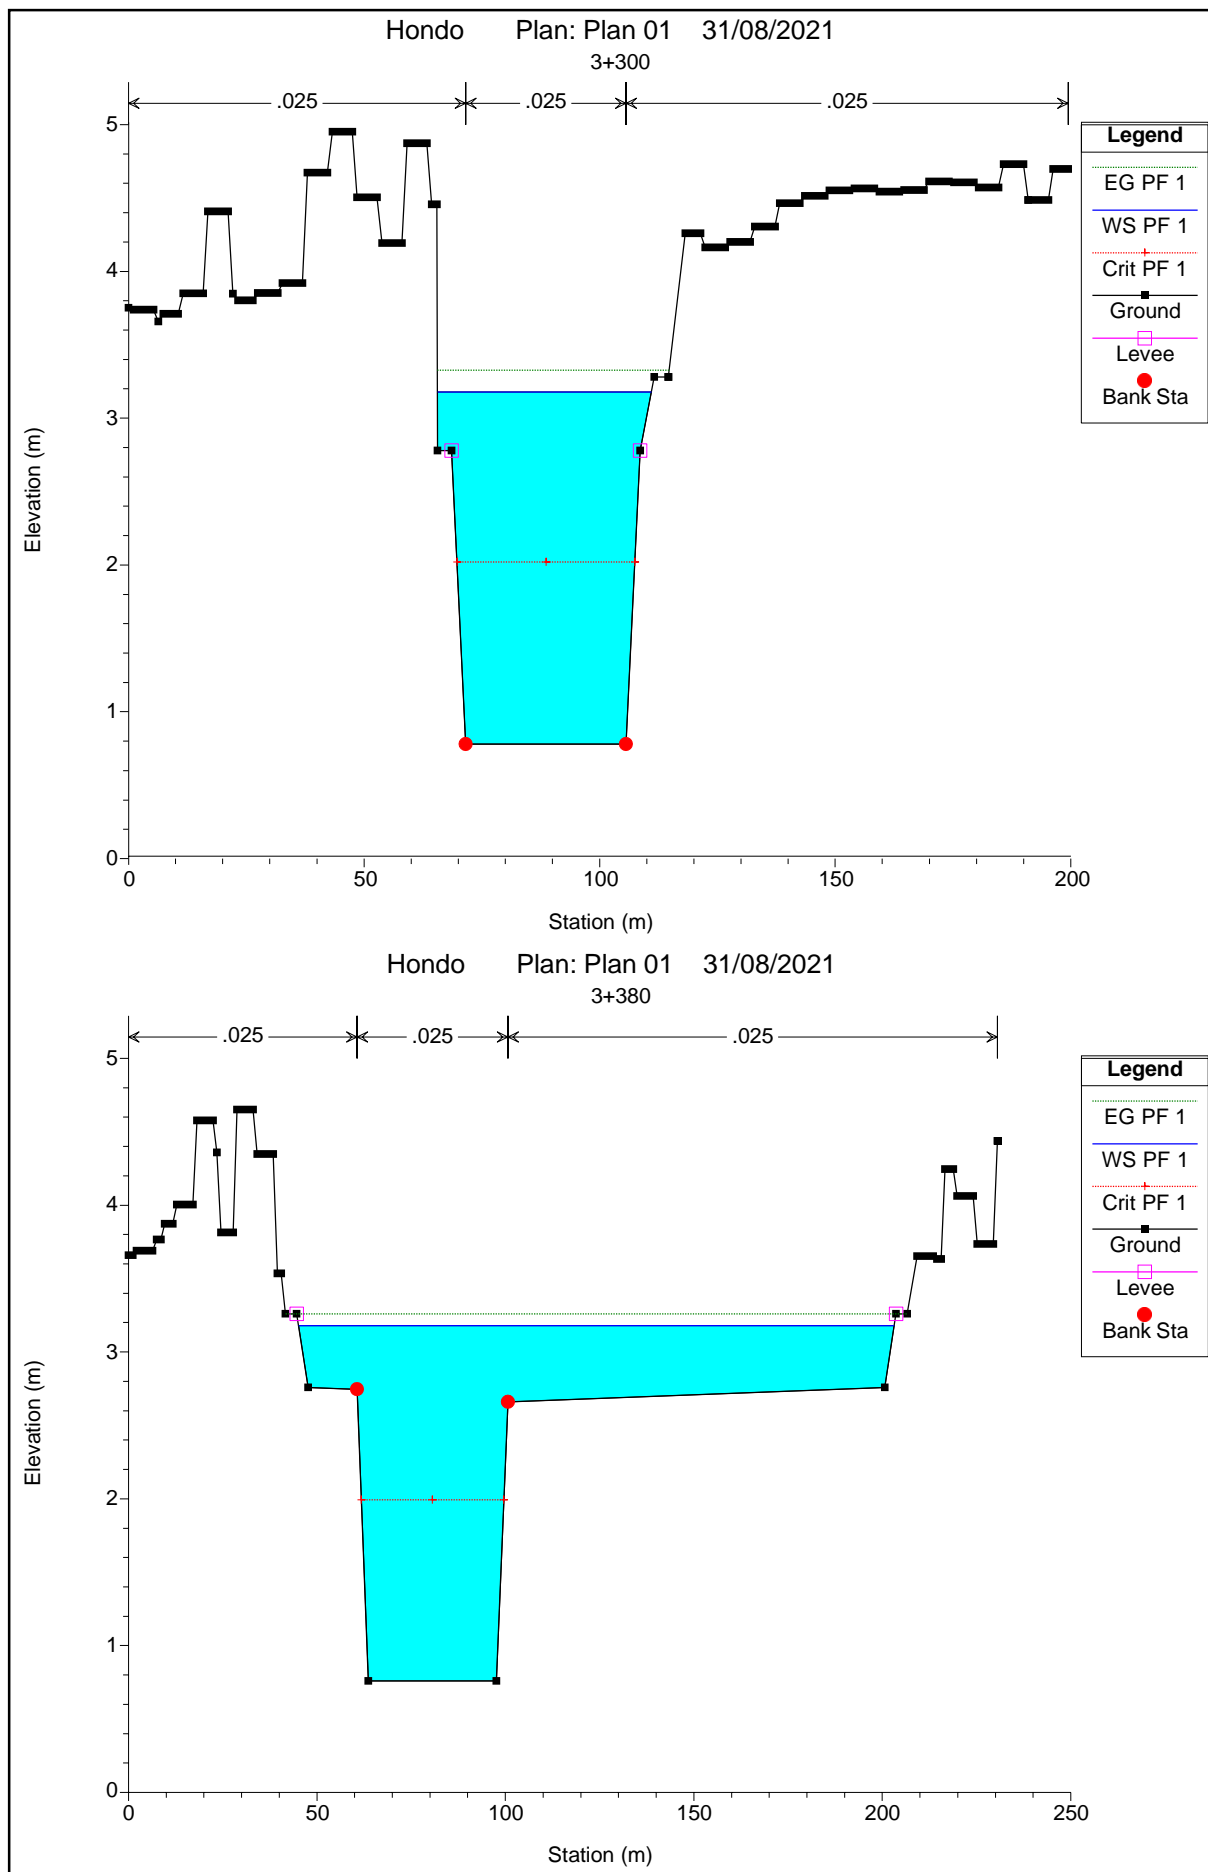 Hondo Plan: Plan 01 31/08/2021
3+300
.025 .025 .025
Legend
EG PF 1
WS PF 1
Crit PF 1
Ground
Levee
Bank Sta
5
4
3
2
1
0
Elevation (m)
0 50 100 150 200
Station (m)
Hondo Plan: Plan 01 31/08/2021
3+380
.025 .025 .025
Legend
EG PF 1
WS PF 1
Crit PF 1
Ground
Levee
Bank Sta
5
4
3
2
1
0
Elevation (m)
0 50 100 150 200 250
Station (m)